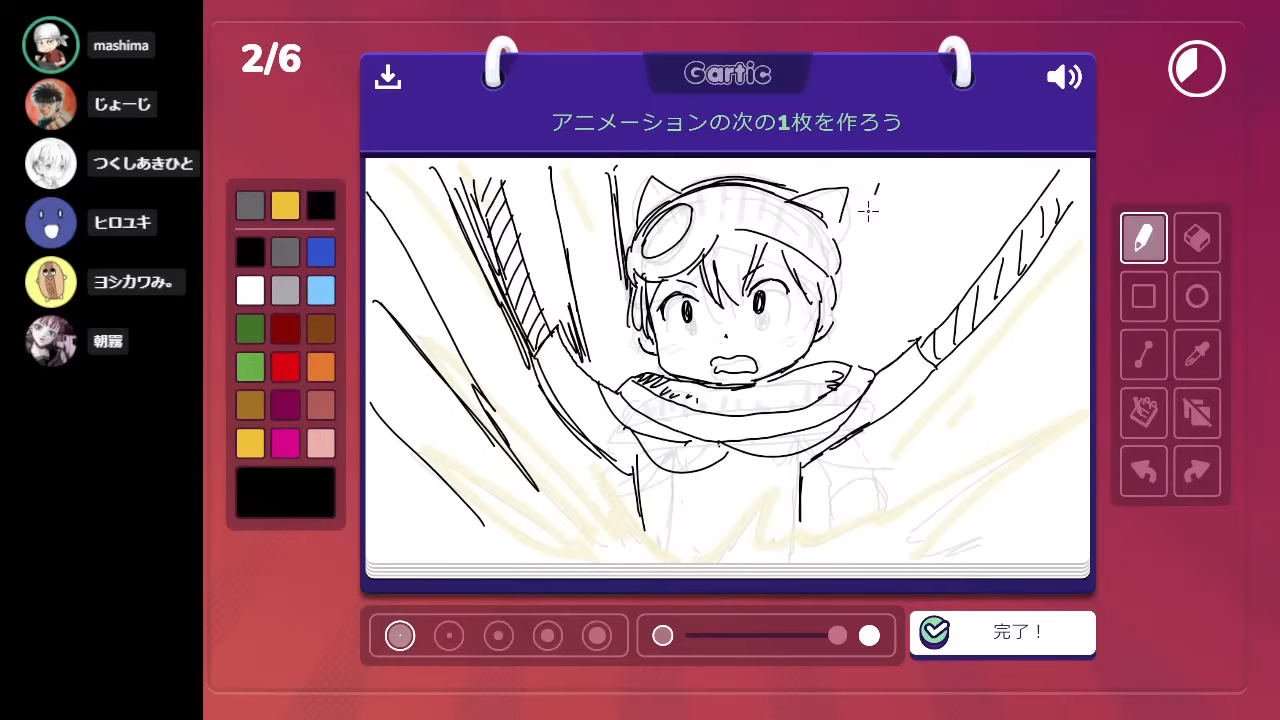 mashima
じょーじ
つくしあきひと
ヒロユキ
ヨシカワみ。
朝霧
2/6
Gartic
アニメーションの次の1枚を作ろう
完了！